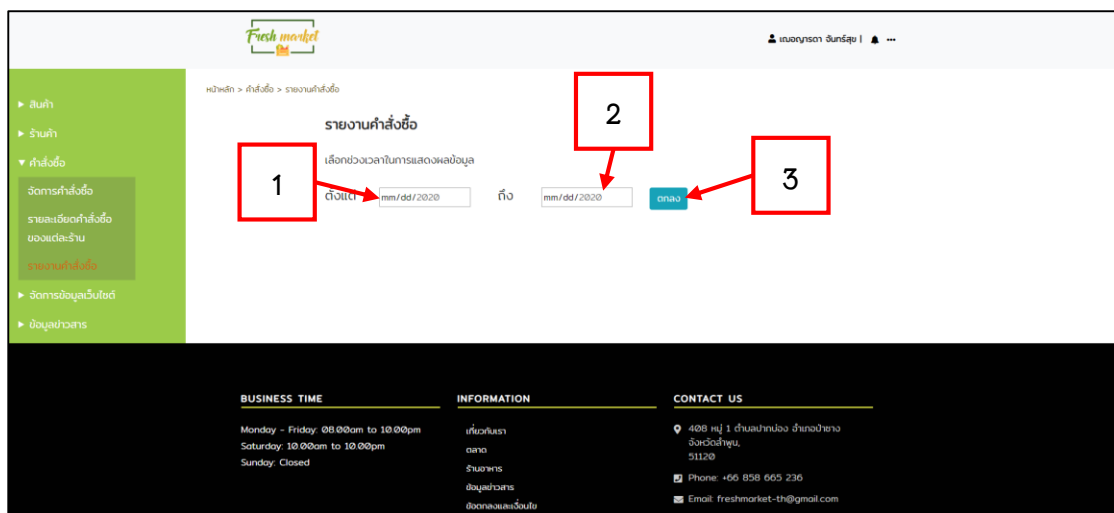 Fresh market
เฌอญารดา จันทร์สุย |
หน้าหลัก > คำสั่งซื้อ > รายงานคำสั่งซื้อ
สินค้า
ร้านค้า
คำสั่งซื้อ
จัดการคำสั่งซื้อ
รายละเอียดคำสั่งซื้อ
ของแต่ละร้าน
รายงานคำสั่งซื้อ
จัดการข้อมูลเว็บไซต์
ข้อมูลข่าวสาร
รายงานคำสั่งซื้อ
เลือกช่วงเวลาในการแสดงผลข้อมูล
1
2
3
ตั้งแต่ mm/dd/2020 ถึง mm/dd/2020 ตกลง
BUSINESS TIME
Monday - Friday: 08.00am to 10.00pm
Saturday: 10.00am to 10.00pm
Sunday: Closed
INFORMATION
เกี่ยวกับเรา
ตลาด
ร้านอาหาร
ข้อมูลข่าวสาร
ข้อตกลงและเงื่อนไข
CONTACT US
408 หมู่ 1 ตำบลปากบ่อง อำเภอป่าซาง
จังหวัดลำพูน,
51120
Phone: +66 858 665 236
Email: freshmarket-th@gmail.com